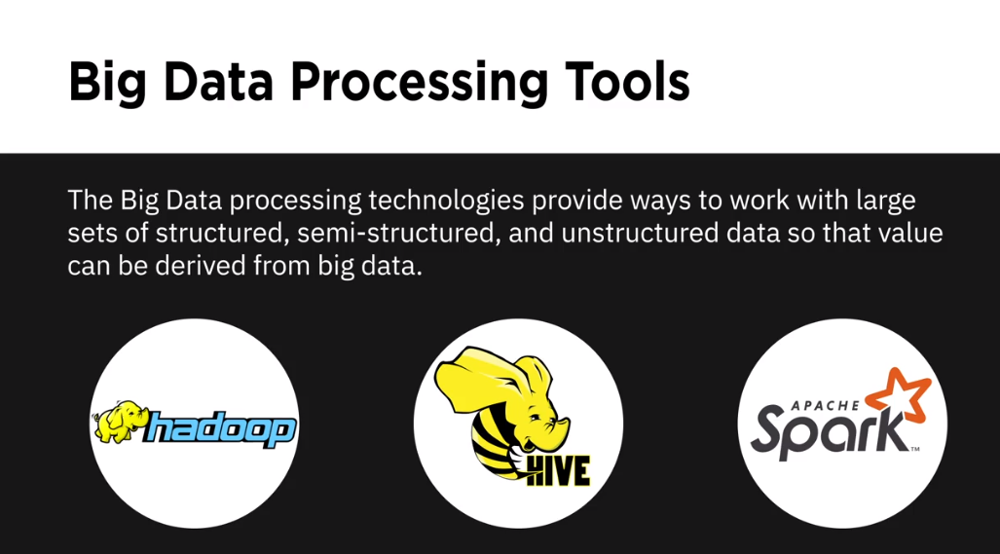 Big Data Processing Tools
The Big Data processing technologies provide ways to work with large
sets of structured, semi-structured, and unstructured data so that value
can be derived from big data.
hadoop
HIVE
APACHE
Spark™